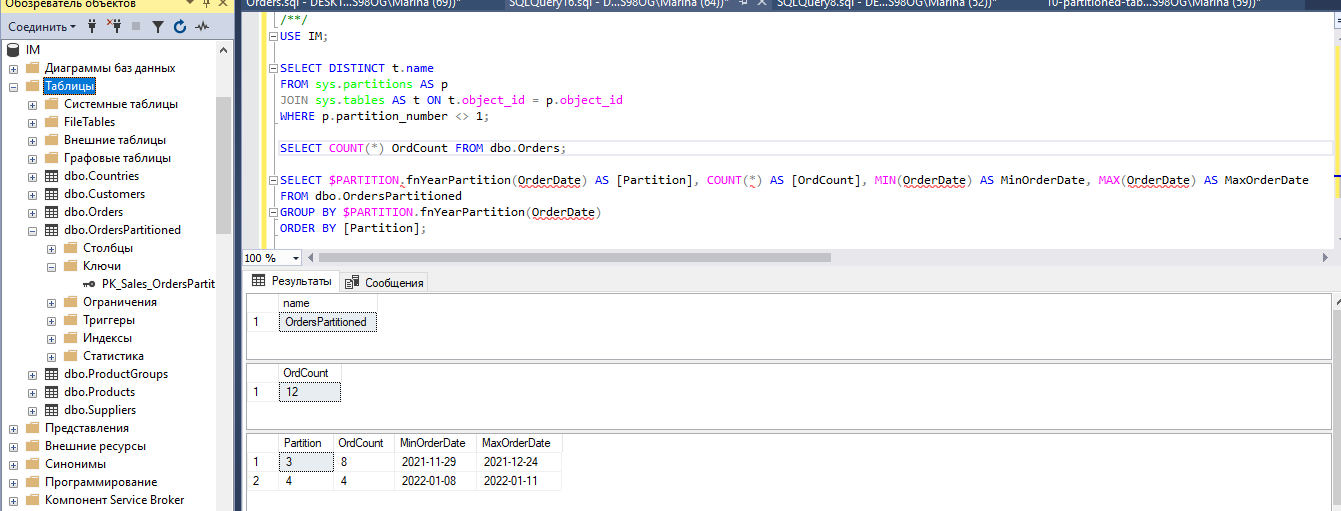 Обозреватель объектов
Orders.sql - DESKT...S98OG\Marina (69))*
SQLQuery16.sql - D...S98OG\Marina (64))*
SQLQuery8.sql - DE...S98OG\Marina (52))*
10-partitioned-tab...S98OG\Marina (59))*
Соединить
IM
Диаграммы баз данных
Таблицы
Системные таблицы
FileTables
Внешние таблицы
Графовые таблицы
dbo.Countries
dbo.Customers
dbo.Orders
dbo.OrdersPartitioned
Столбцы
Ключи
PK_Sales_OrdersPartit
Ограничения
Триггеры
Индексы
Статистика
dbo.ProductGroups
dbo.Products
dbo.Suppliers
Представления
Внешние ресурсы
Синонимы
Программирование
Компонент Service Broker
/**/
USE IM;
SELECT DISTINCT t.name
FROM sys.partitions AS p
JOIN sys.tables AS t ON t.object_id = p.object_id
WHERE p.partition_number <> 1;
SELECT COUNT(*) OrdCount FROM dbo.Orders;
SELECT $PARTITION.fnYearPartition(OrderDate) AS [Partition], COUNT(*) AS [OrdCount], MIN(OrderDate) AS MinOrderDate, MAX(OrderDate) AS MaxOrderDate
FROM dbo.OrdersPartitioned
GROUP BY $PARTITION.fnYearPartition(OrderDate)
ORDER BY [Partition];
100 %
Результаты
Сообщения
name
1 OrdersPartitioned
OrdCount
1 12
Partition OrdCount MinOrderDate MaxOrderDate
1 3 8 2021-11-29 2021-12-24
2 4 4 2022-01-08 2022-01-11